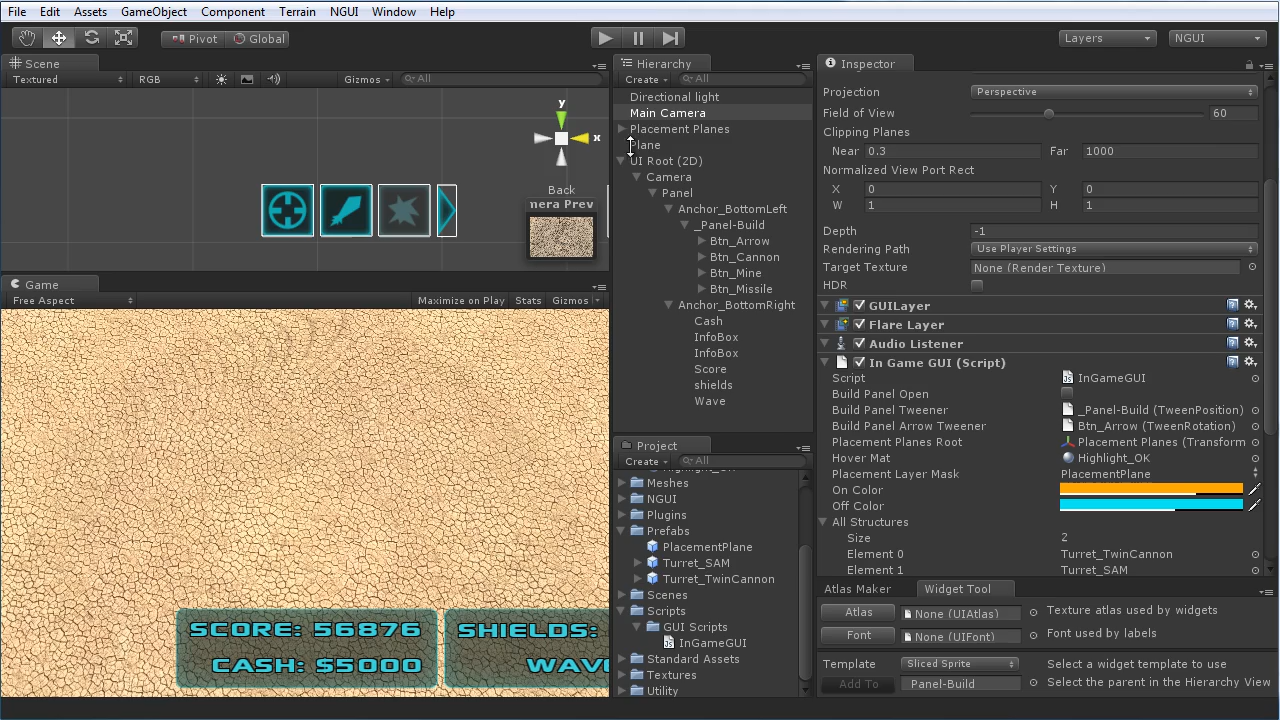 File Edit Assets GameObject Component Terrain NGUI Window Help
Pivot Global Layers NGUI
Scene
Textured RGB Gizmos All
y
x
Back
nera Prev
Game
Free Aspect Maximize on Play Stats Gizmos
SCORE: 56876
CASH: $5000
SHIELDS:
Hierarchy
Create All
Directional light
Main Camera
Placement Planes
Plane
UI Root (2D)
Camera
Panel
Anchor_BottomLeft
_Panel-Build
Btn_Arrow
Btn_Cannon
Btn_Mine
Btn_Missile
Anchor_BottomRight
Cash
InfoBox
InfoBox
Score
shields
Wave
Project
Create All
Meshes
NGUI
Plugins
Prefabs
PlacementPlane
Turret_SAM
Turret_TwinCannon
Scenes
Scripts
GUI Scripts
InGameGUI
Standard Assets
Textures
Utility
Inspector
Projection Perspective
Field of View 60
Clipping Planes
Near 0.3 Far 1000
Normalized View Port Rect
X 0 Y 0
W 1 H 1
Depth -1
Rendering Path Use Player Settings
Target Texture None (Render Texture)
HDR
GUILayer
Flare Layer
Audio Listener
In Game GUI (Script)
Script InGameGUI
Build Panel Open
Build Panel Tweener _Panel-Build (TweenPosition)
Build Panel Arrow Tweener Btn_Arrow (TweenRotation)
Placement Planes Root Placement Planes (Transform
Hover Mat Highlight_OK
Placement Layer Mask PlacementPlane
On Color
Off Color
All Structures
Size 2
Element 0 Turret_TwinCannon
Element 1 Turret_SAM
Atlas Maker Widget Tool
Atlas None (UIAtlas) Texture atlas used by widgets
Font None (UIFont) Font used by labels
Template Sliced Sprite Select a widget template to use
Add To Panel-Build Select the parent in the Hierarchy View